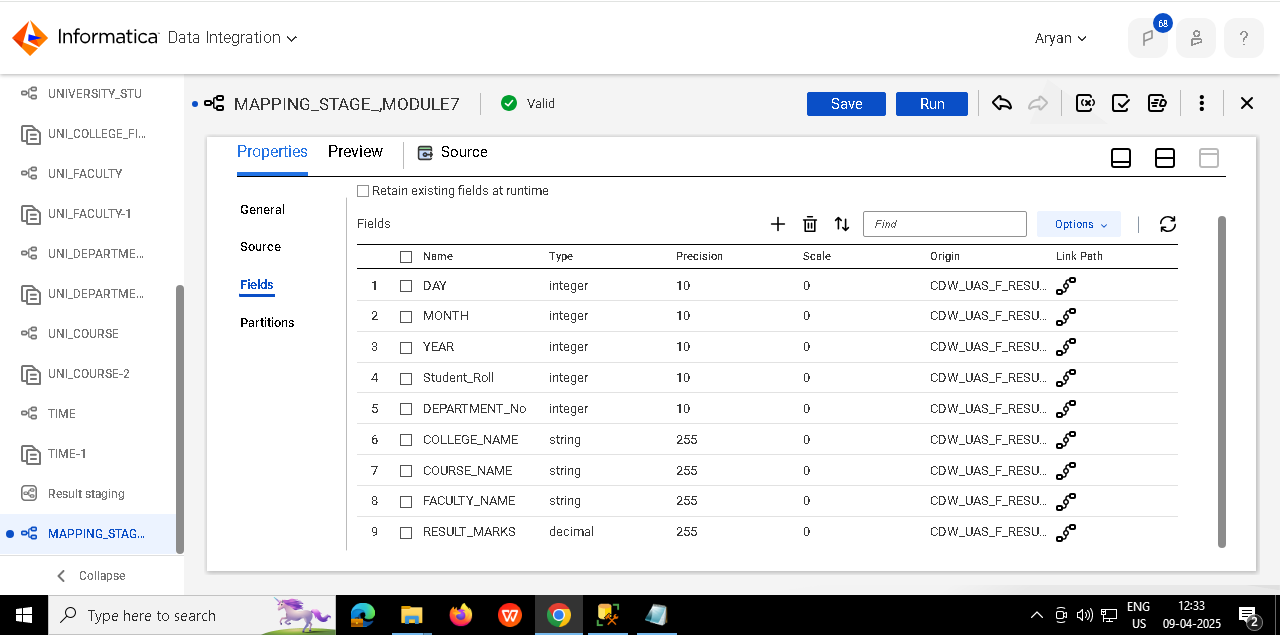 Informatica Data Integration
Aryan
68
?
UNIVERSITY_STU
UNI_COLLEGE_FI...
UNI_FACULTY
UNI_FACULTY-1
UNI_DEPARTME...
UNI_DEPARTME...
UNI_COURSE
UNI_COURSE-2
TIME
TIME-1
Result staging
MAPPING_STAG...
Collapse
MAPPING_STAGE_,MODULE7
Valid
Save
Run
Properties
Preview
Source
General
Source
Fields
Partitions
Retain existing fields at runtime
Fields
Find
Options
Name Type Precision Scale Origin Link Path
1 DAY integer 10 0 CDW_UAS_F_RESU...
2 MONTH integer 10 0 CDW_UAS_F_RESU...
3 YEAR integer 10 0 CDW_UAS_F_RESU...
4 Student_Roll integer 10 0 CDW_UAS_F_RESU...
5 DEPARTMENT_No integer 10 0 CDW_UAS_F_RESU...
6 COLLEGE_NAME string 255 0 CDW_UAS_F_RESU...
7 COURSE_NAME string 255 0 CDW_UAS_F_RESU...
8 FACULTY_NAME string 255 0 CDW_UAS_F_RESU...
9 RESULT_MARKS decimal 255 0 CDW_UAS_F_RESU...
Type here to search
W
ENG
US
12:33
09-04-2025
2